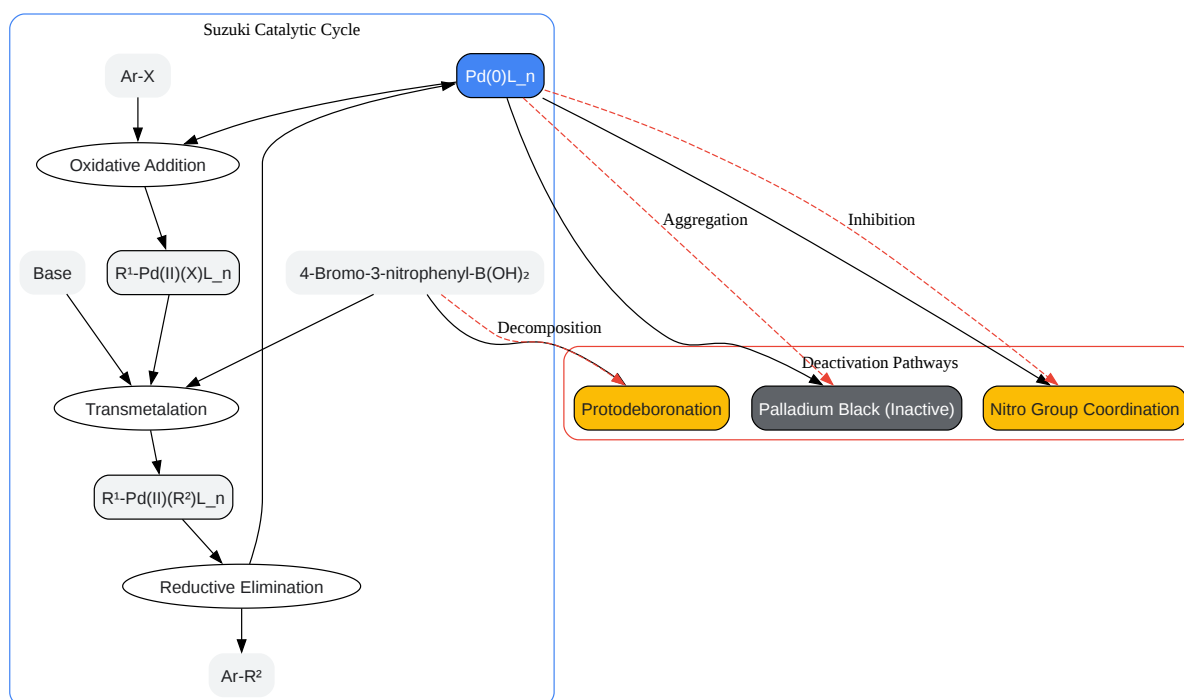 Suzuki Catalytic Cycle
Ar-X
Pd(0)L_n
Oxidative Addition
Aggregation
Inhibition
Base
R¹-Pd(II)(X)L_n
4-Bromo-3-nitrophenyl-B(OH)₂
Decomposition
Deactivation Pathways
Transmetalation
Protodeboronation
Palladium Black (Inactive)
Nitro Group Coordination
R¹-Pd(II)(R²)L_n
Reductive Elimination
Ar-R²